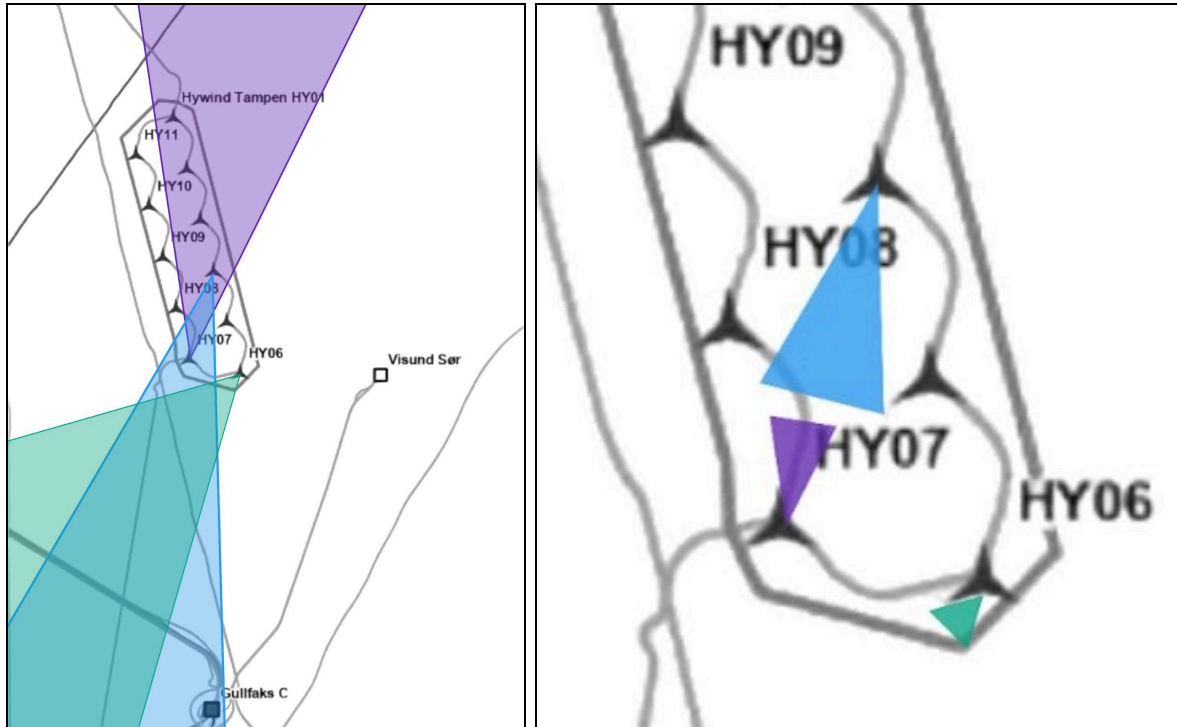 Hywind Tampen HY01
HY11
HY10
HY09
HY08
HY07
HY06
Visund Sør
Gullfaks C
HY09
HY08
HY07
HY06